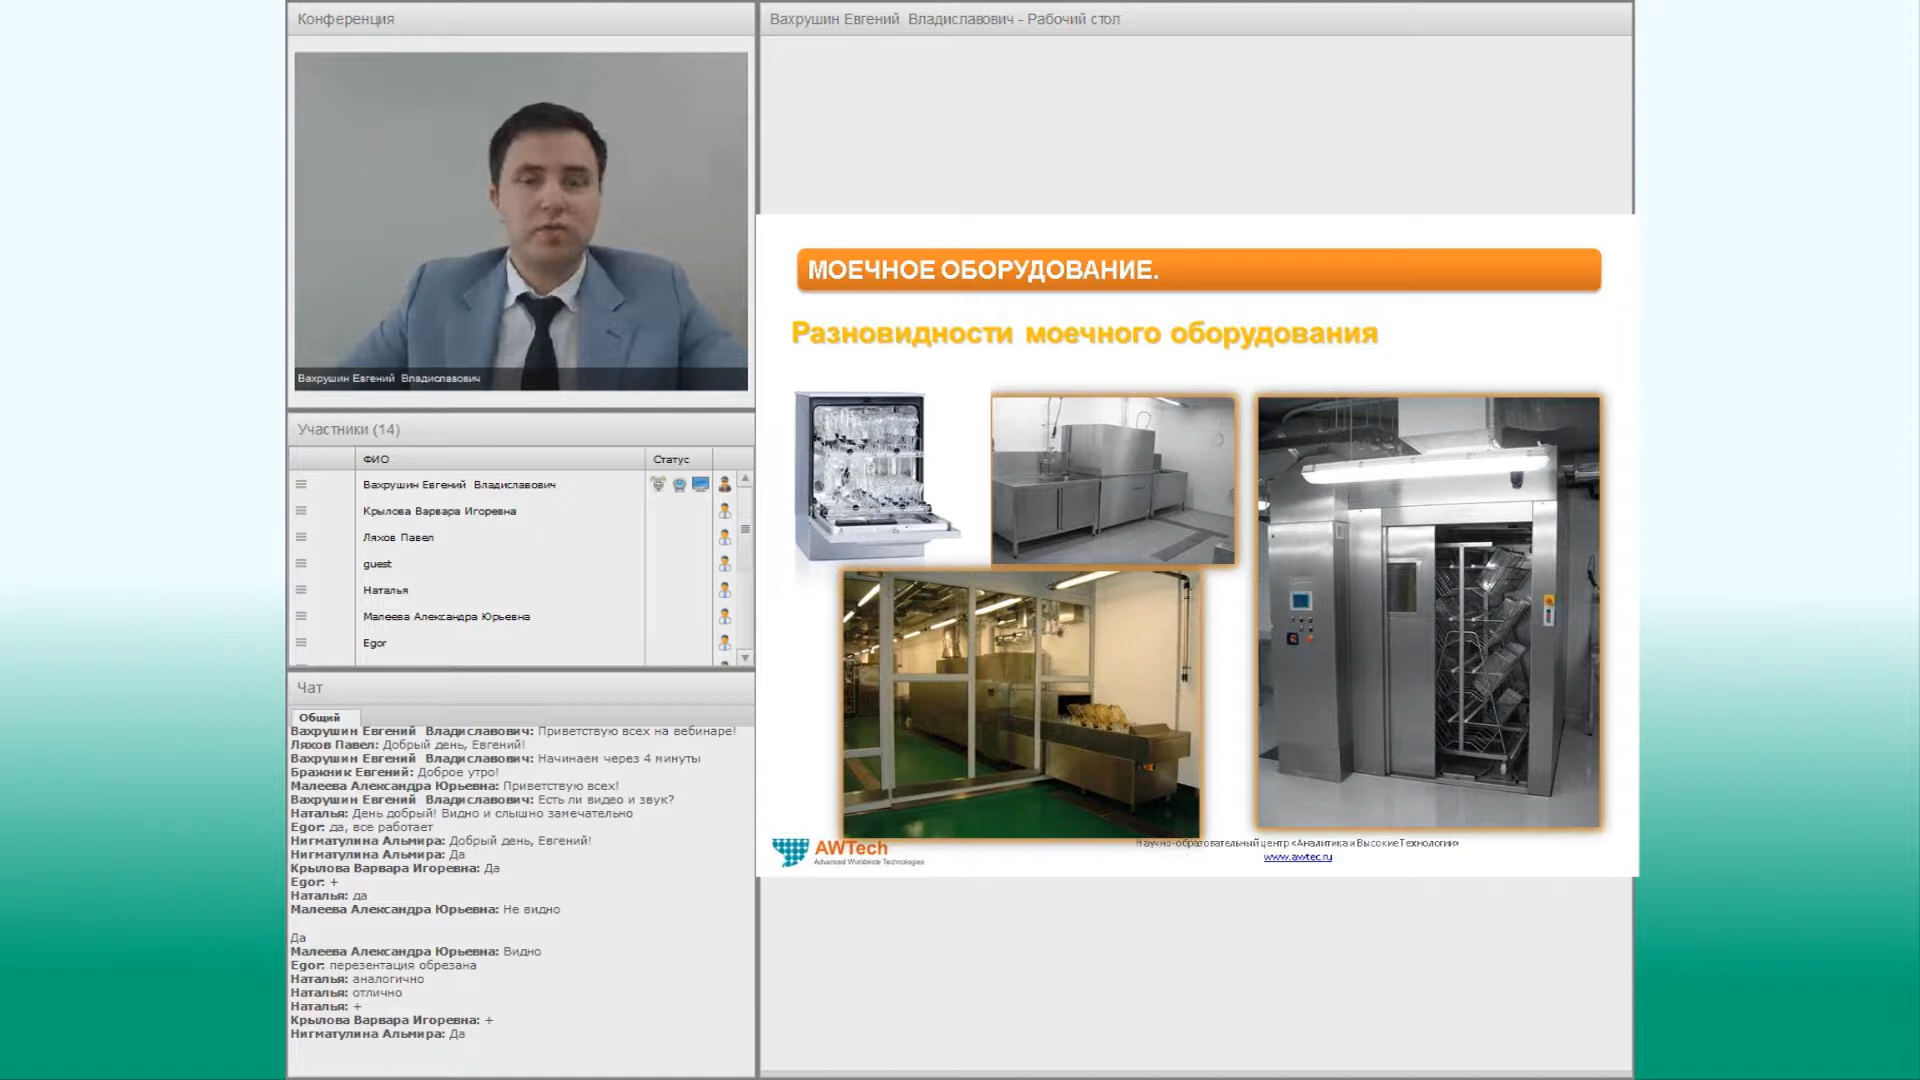 Конференция
Вахрушин Евгений Владиславович
Участники (14)
ФИО Статус
Вахрушин Евгений Владиславович
Крылова Варвара Игоревна
Ляхов Павел
guest
Наталья
Малеева Александра Юрьевна
Egor
Чат
Общий
Вахрушин Евгений Владиславович: Приветствую всех на вебинаре!
Ляхов Павел: Добрый день, Евгений!
Вахрушин Евгений Владиславович: Начинаем через 4 минуты
Бражник Евгений: Доброе утро!
Малеева Александра Юрьевна: Приветствую всех!
Вахрушин Евгений Владиславович: Есть ли видео и звук?
Наталья: День добрый! Видно и слышно замечательно
Egor: да, все работает
Нигматулина Альмира: Добрый день, Евгений!
Нигматулина Альмира: Да
Крылова Варвара Игоревна: Да
Egor: +
Наталья: да
Малеева Александра Юрьевна: Не видно
Да
Малеева Александра Юрьевна: Видно
Egor: перезентация обрезана
Наталья: аналогично
Наталья: отлично
Наталья: +
Крылова Варвара Игоревна: +
Нигматулина Альмира: Да
Вахрушин Евгений Владиславович - Рабочий стол
МОЕЧНОЕ ОБОРУДОВАНИЕ.
Разновидности моечного оборудования
AWTech
Advanced Worldwide Technologies
Научно-образовательный центр «Аналитика и Высокие Технологии»
www.awtec.ru